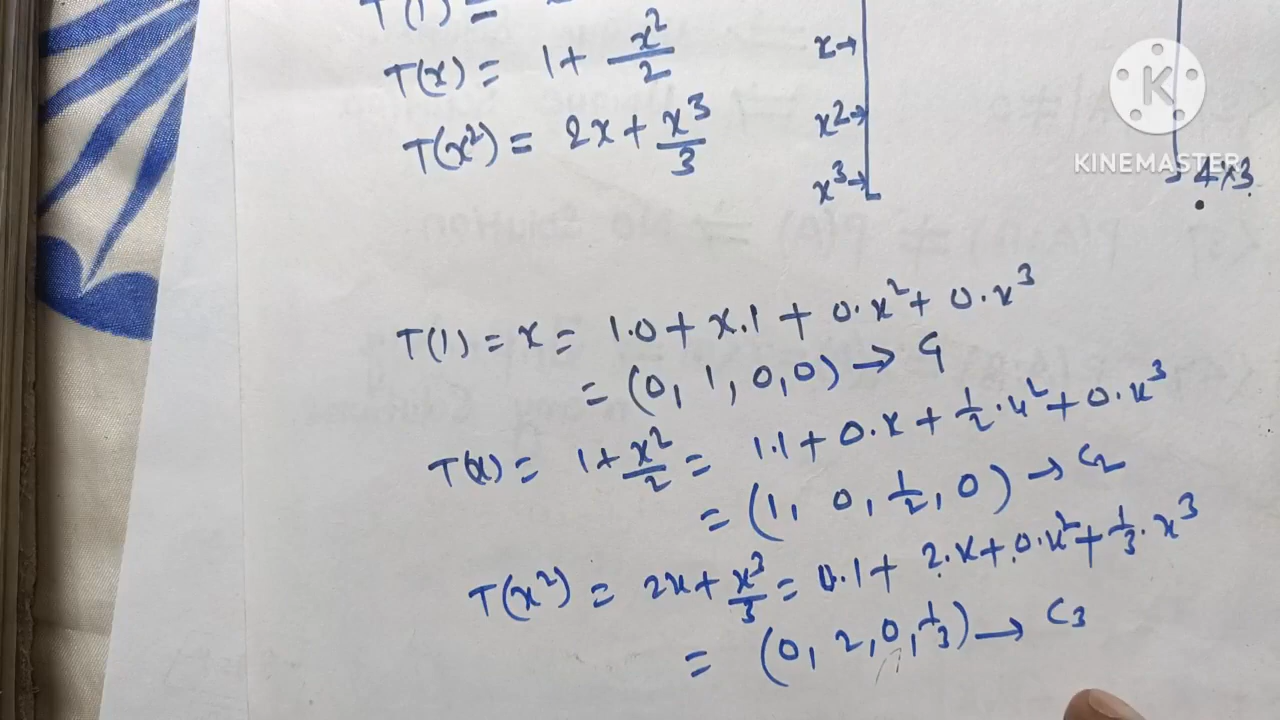 T(1) =
T(x) = 1 + x²/2
T(x²) = 2x + x³/3
x→
x²→
x³→
4×3
K
KINEMASTER
T(1) = x = 1.0 + x.1 + 0.x² + 0.x³
= (0, 1, 0, 0) → C1
T(x) = 1 + x²/2 = 1.1 + 0.x + 1/2.x² + 0.x³
= (1, 0, 1/2, 0) → C2
T(x²) = 2x + x³/3 = 0.1 + 2.x + 0.x² + 1/3.x³
= (0, 2, 0, 1/3) → C3